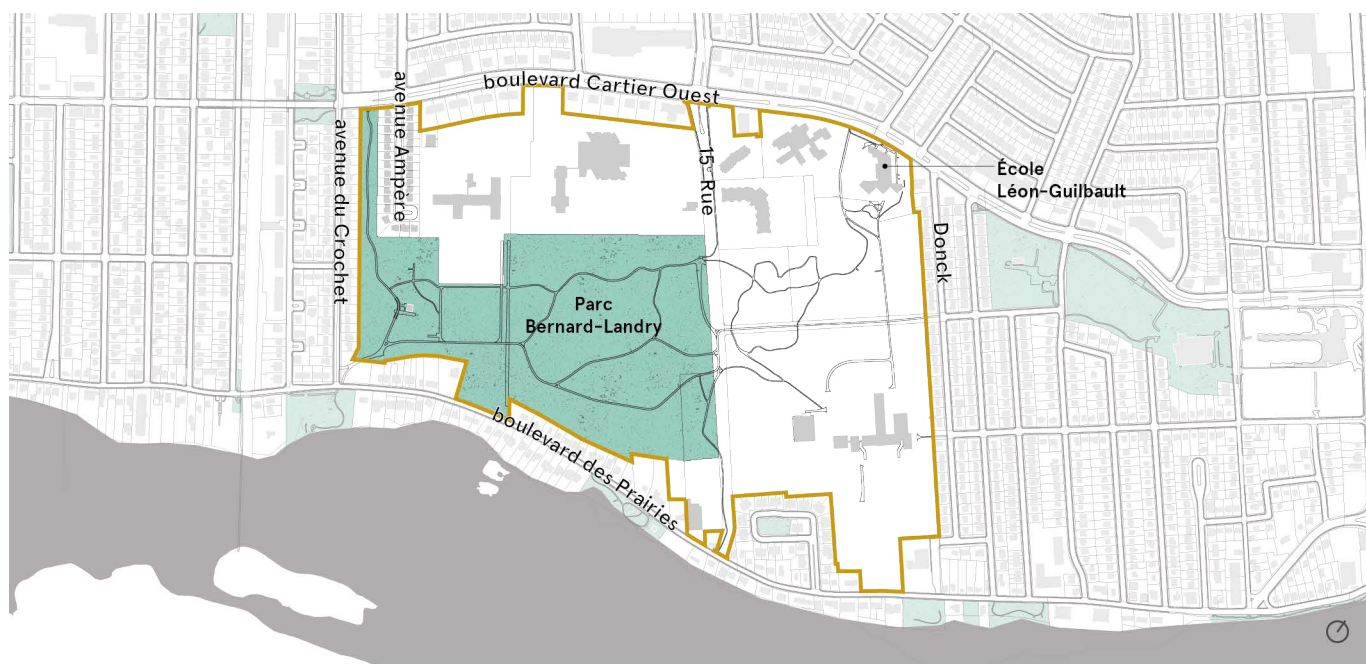 boulevard Cartier Ouest
avenue Ampère
avenue du Crochet
15e Rue
École
Léon-Guilbault
Donck
Parc
Bernard-Landry
boulevard des Prairies